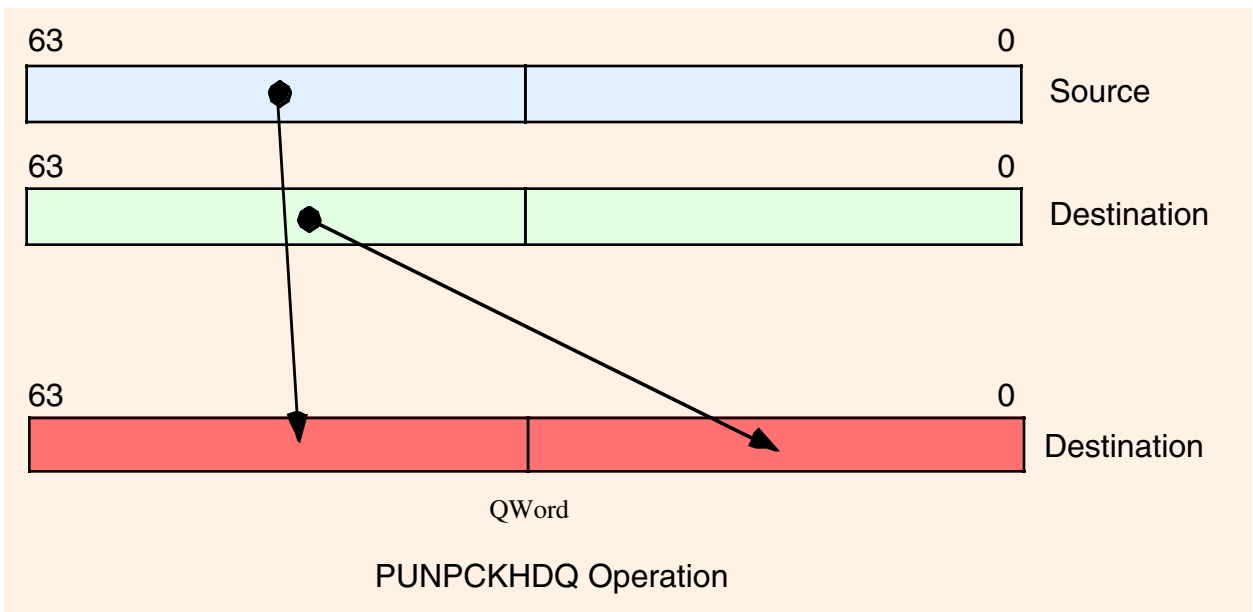 63 0
Source
63 0
Destination
63 0
Destination
QWord
PUNPCKHDQ Operation